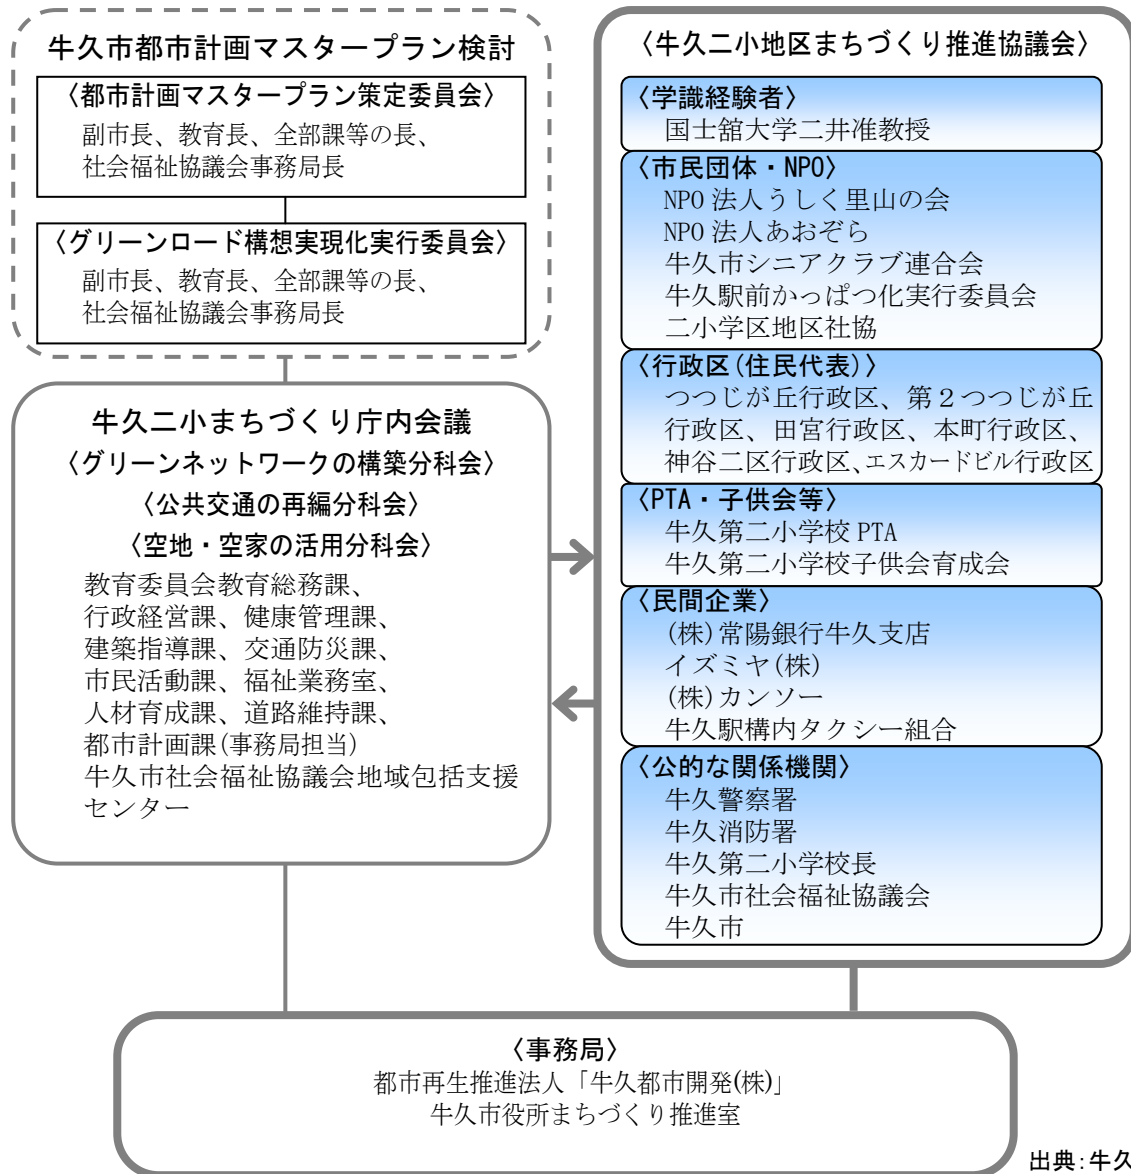 牛久市都市計画マスタープラン検討
〈都市計画マスタープラン策定委員会〉
副市長、教育長、全部課等の長、
社会福祉協議会事務局長
〈グリーンロード構想実現化実行委員会〉
副市長、教育長、全部課等の長、
社会福祉協議会事務局長
牛久二小まちづくり庁内会議
〈グリーンネットワークの構築分科会〉
〈公共交通の再編分科会〉
〈空地・空家の活用分科会〉
教育委員会教育総務課、
行政経営課、健康管理課、
建築指導課、交通防災課、
市民活動課、福祉業務室、
人材育成課、道路維持課、
都市計画課(事務局担当)
牛久市社会福祉協議会地域包括支援
センター
〈牛久二小地区まちづくり推進協議会〉
〈学識経験者〉
国士舘大学二井准教授
〈市民団体・NPO〉
NPO法人うしく里山の会
NPO法人あおぞら
牛久市シニアクラブ連合会
牛久駅前かっぱつ化実行委員会
二小学区地区社協
〈行政区(住民代表)〉
つつじが丘行政区、第２つつじが丘
行政区、田宮行政区、本町行政区、
神谷二区行政区、エスカードビル行政区
〈PTA・子供会等〉
牛久第二小学校PTA
牛久第二小学校子供会育成会
〈民間企業〉
(株)常陽銀行牛久支店
イズミヤ(株)
(株)カンソー
牛久駅構内タクシー組合
〈公的な関係機関〉
牛久警察署
牛久消防署
牛久第二小学校長
牛久市社会福祉協議会
牛久市
〈事務局〉
都市再生推進法人「牛久都市開発(株)」
牛久市役所まちづくり推進室
出典:牛久